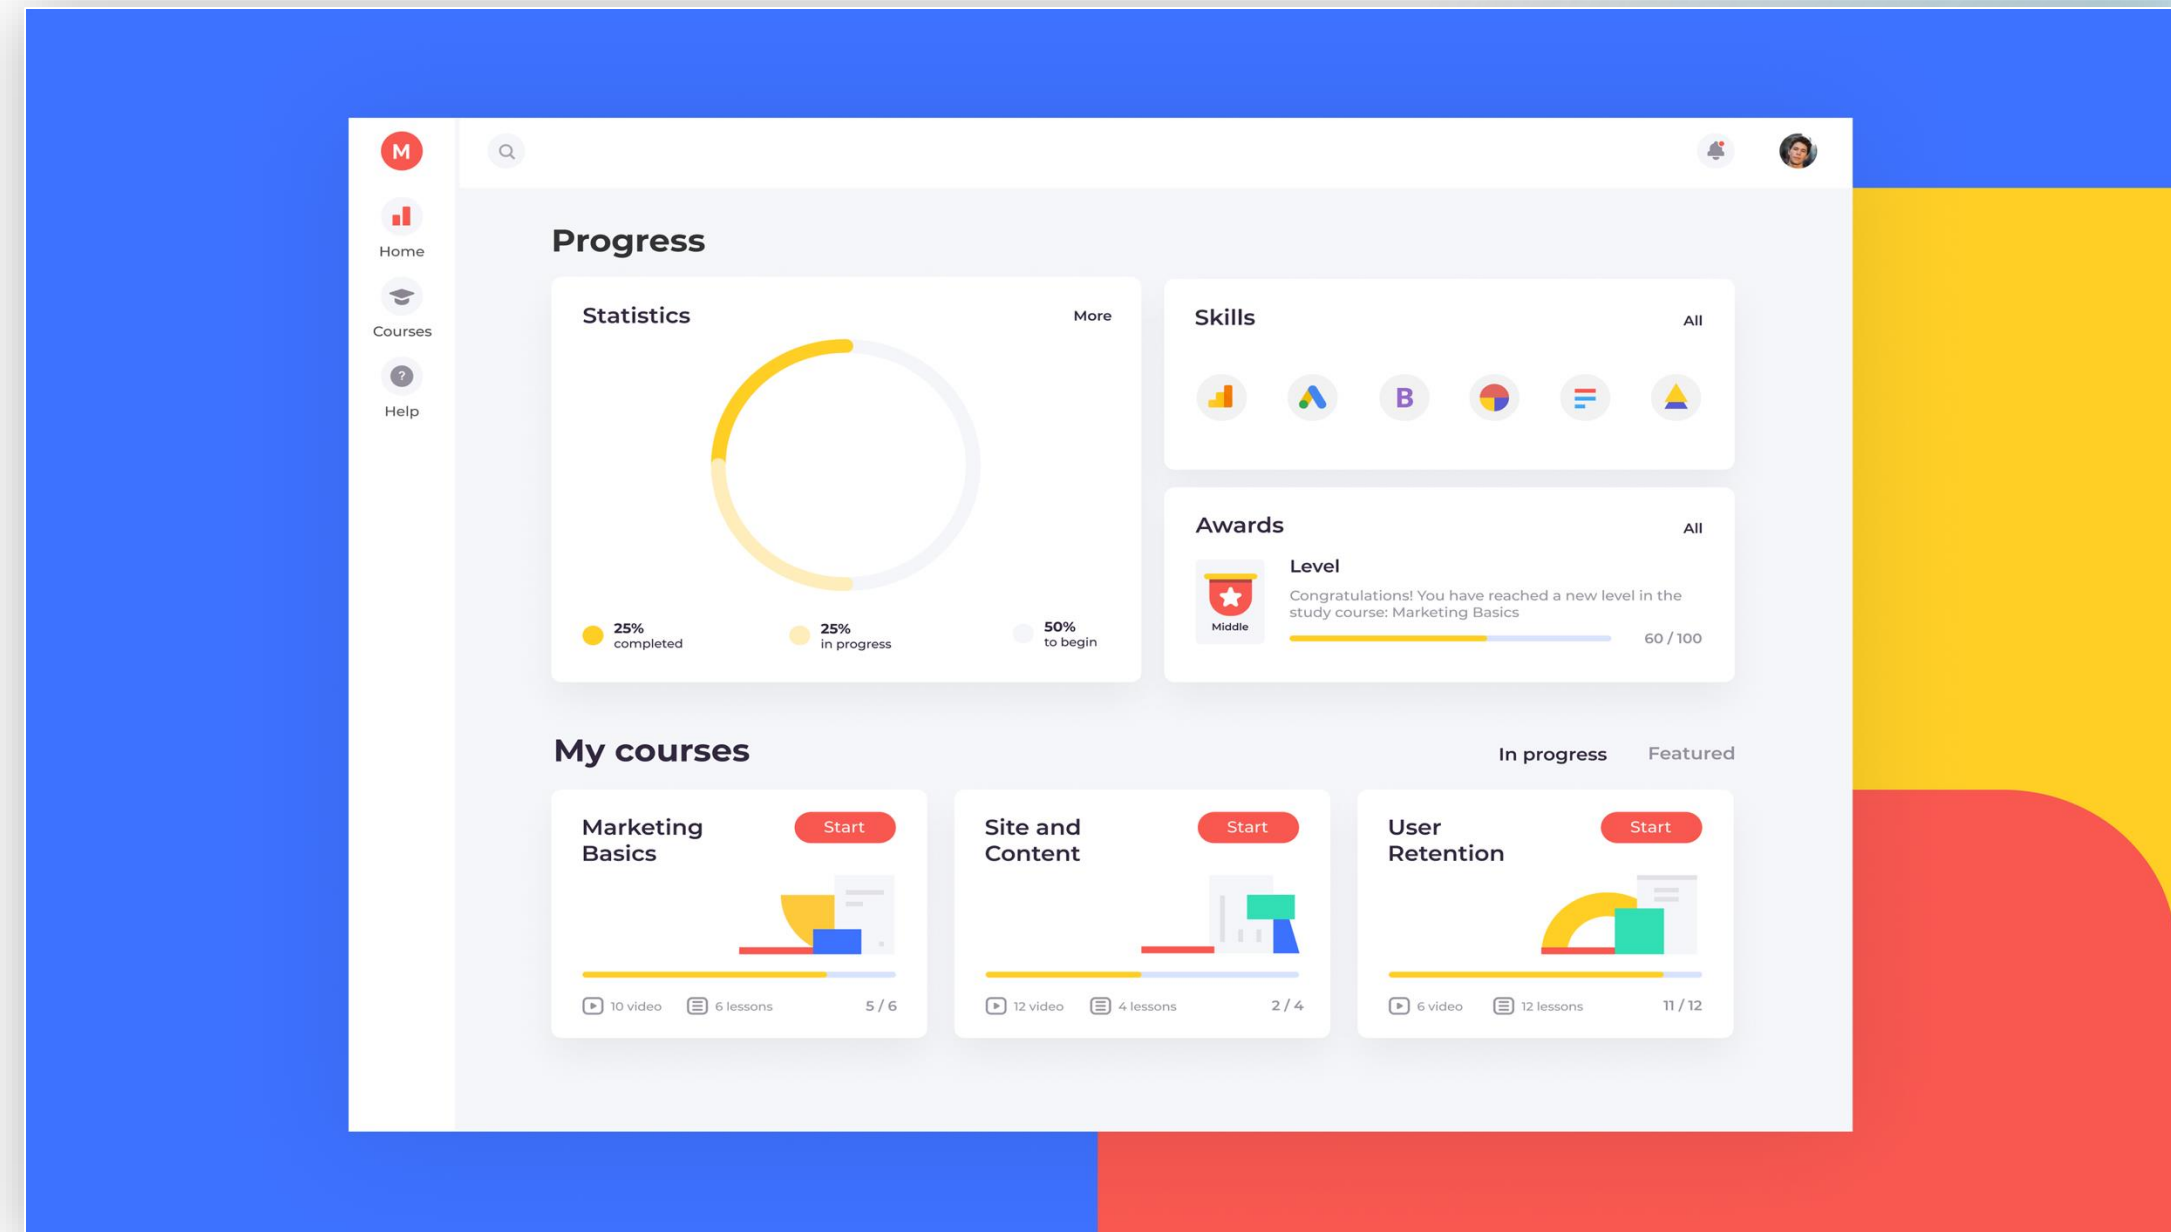 M
Home
Courses
?
Help
Progress
Statistics
More
25%
completed
25%
in progress
50%
to begin
Skills
All
B
Awards
All
Middle
Level
Congratulations! You have reached a new level in the
study course: Marketing Basics
60 / 100
My courses
In progress
Featured
Marketing
Basics
Start
10 video
6 lessons
5 / 6
Site and
Content
Start
12 video
4 lessons
2 / 4
User
Retention
Start
6 video
12 lessons
11 / 12